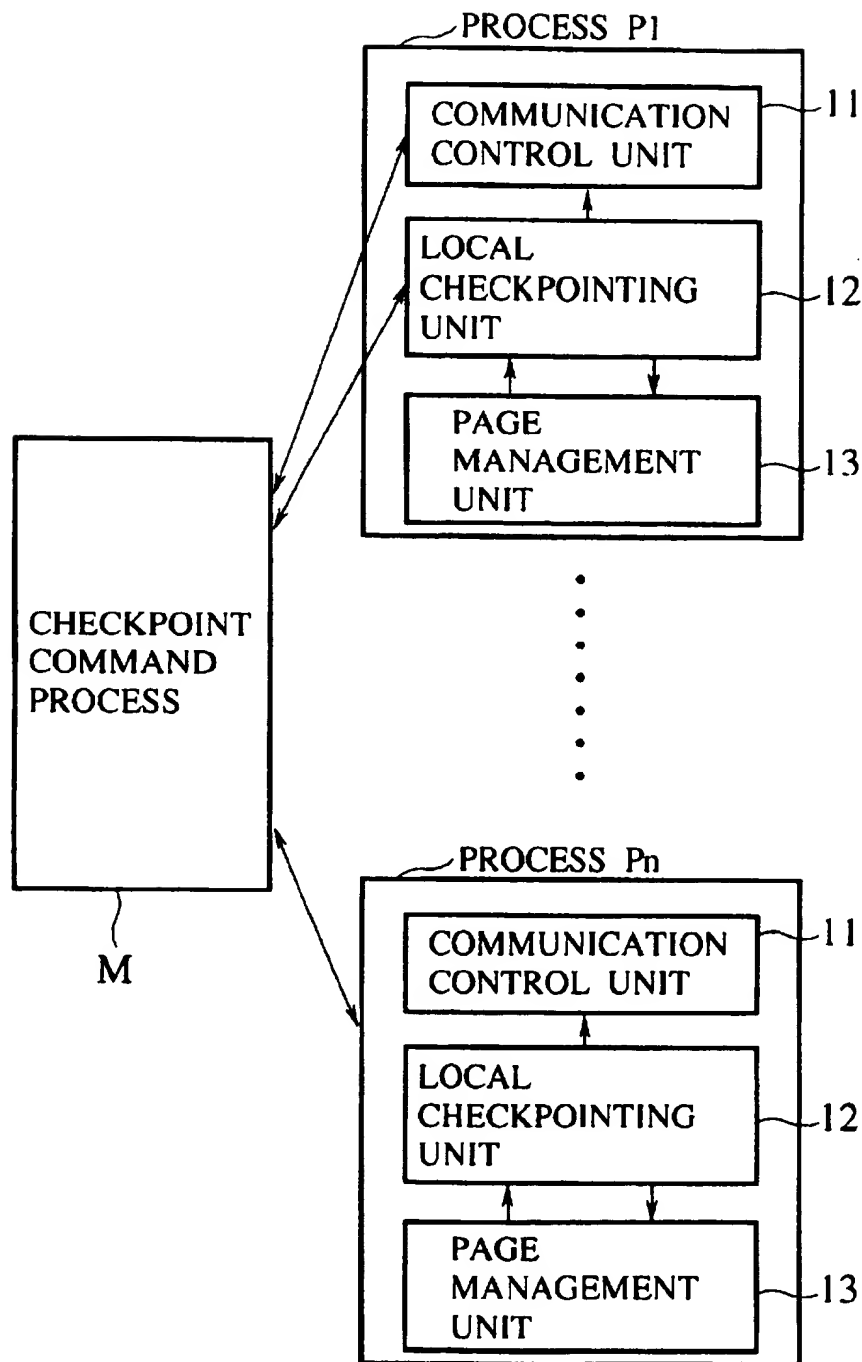 PROCESS P1
COMMUNICATION
CONTROL UNIT
11
LOCAL
CHECKPOINTING
UNIT
12
PAGE
MANAGEMENT
UNIT
13
CHECKPOINT
COMMAND
PROCESS
M
PROCESS Pn
COMMUNICATION
CONTROL UNIT
11
LOCAL
CHECKPOINTING
UNIT
12
PAGE
MANAGEMENT
UNIT
13